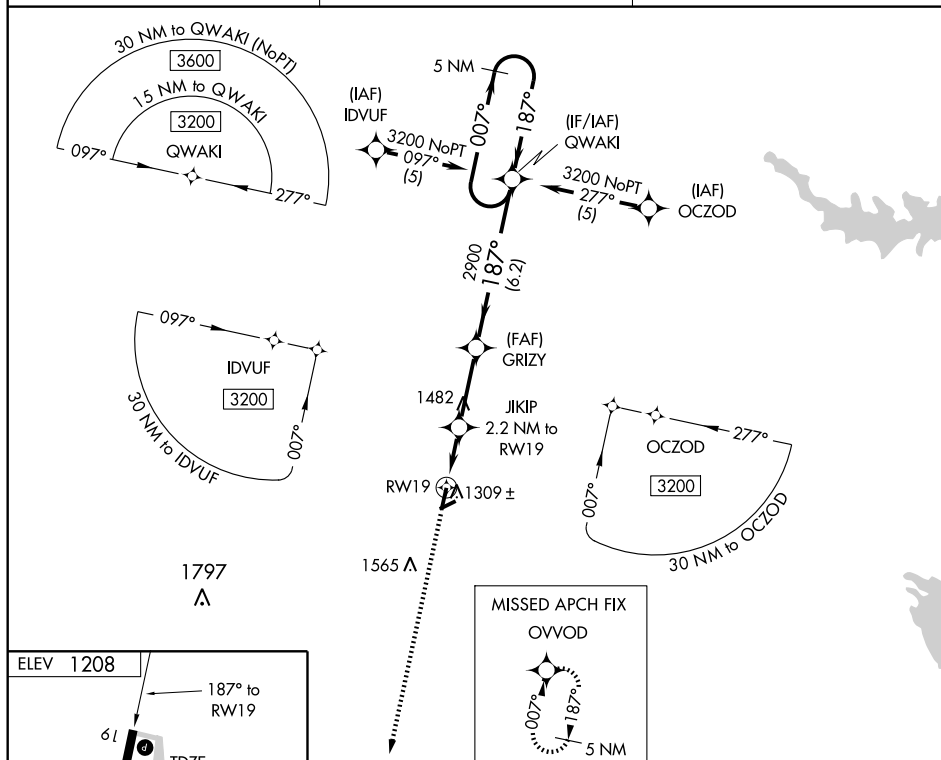 30 NM to QWAKI (NoPT)
3600
15 NM to QWAKI
3200
QWAKI
097°
277°
5 NM
007°
187°
(IAF)
IDVUF
3200 NoPT
097°
(5)
(IF/IAF)
QWAKI
3200 NoPT
277°
(5)
(IAF)
OCZOD
2900
187°
(6.2)
(FAF)
GRIZY
097°
IDVUF
3200
007°
30 NM to IDVUF
1482
JIKIP
2.2 NM to
RW19
RW19
1309 ±
OCZOD
277°
3200
007°
30 NM to OCZOD
1565
1797
MISSED APCH FIX
OVVOD
007°
187°
5 NM
ELEV 1208
187° to
RW19
19
P
TDZE